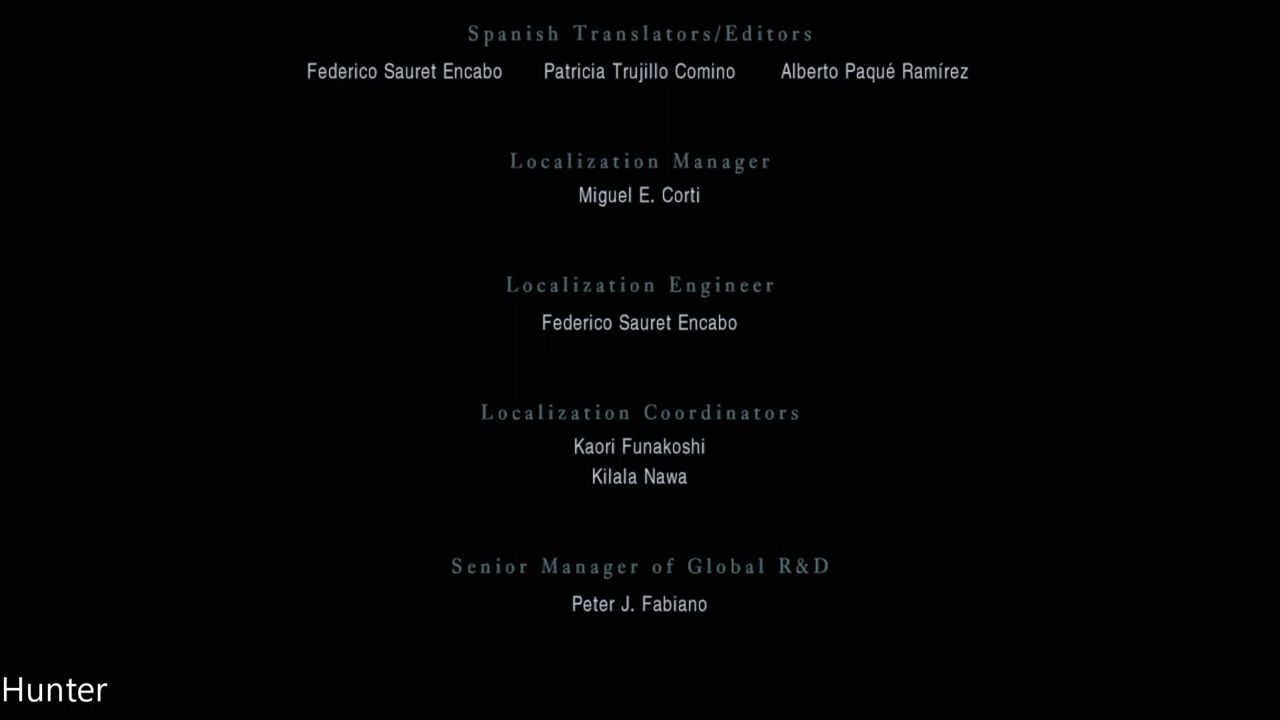 Spanish Translators/Editors
Federico Sauret Encabo Patricia Trujillo Comino Alberto Paqué Ramírez
Localization Manager
Miguel E. Corti
Localization Engineer
Federico Sauret Encabo
Localization Coordinators
Kaori Funakoshi
Kilala Nawa
Senior Manager of Global R&D
Peter J. Fabiano
Hunter